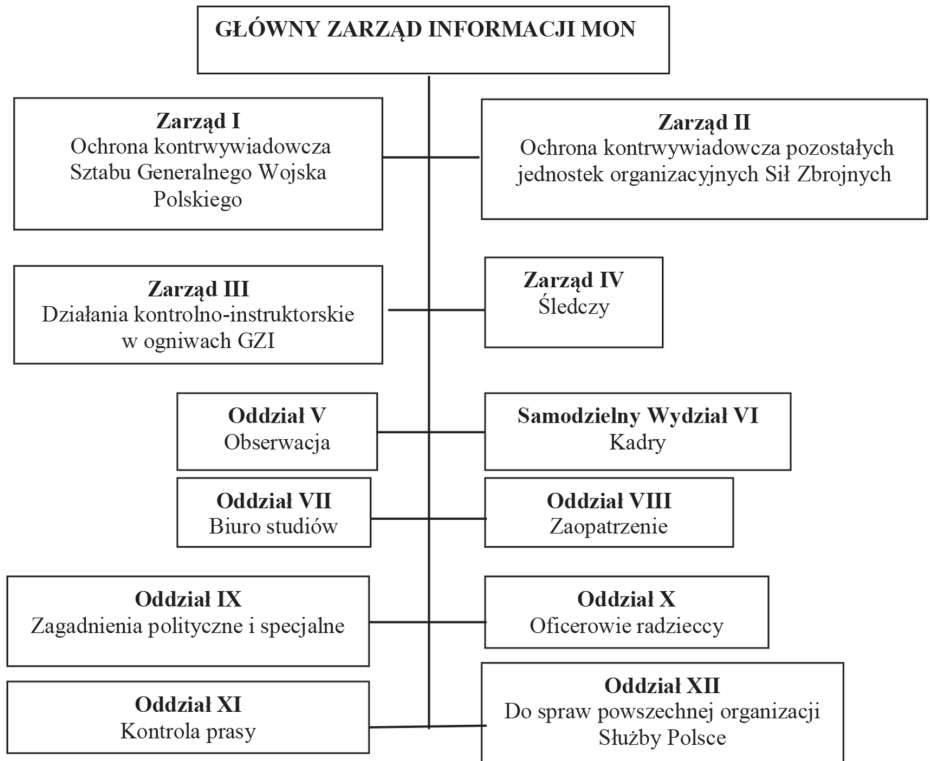 GŁÓWNY ZARZĄD INFORMACJI MON
Zarząd I
Ochrona kontrwywiadowcza
Sztabu Generalnego Wojska
Polskiego
Zarząd II
Ochrona kontrwywiadowcza pozostałych
jednostek organizacyjnych Sił Zbrojnych
Zarząd III
Działania kontrolno-instruktorskie
w ogniwach GZI
Zarząd IV
Śledczy
Oddział V
Obserwacja
Samodzielny Wydział VI
Kadry
Oddział VII
Biuro studiów
Oddział VIII
Zaopatrzenie
Oddział IX
Zagadnienia polityczne i specjalne
Oddział X
Oficerowie radzieccy
Oddział XI
Kontrola prasy
Oddział XII
Do spraw powszechnej organizacji
Służby Polsce